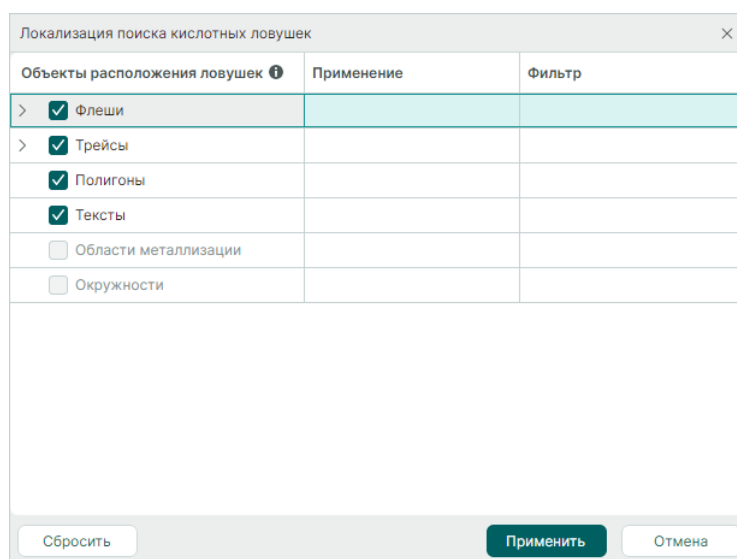 Локализация поиска кислотных ловушек
Объекты расположения ловушек Применение Фильтр
Флеши
Трейсы
Полигоны
Тексты
Области металлизации
Окружности
Сбросить Применить Отмена